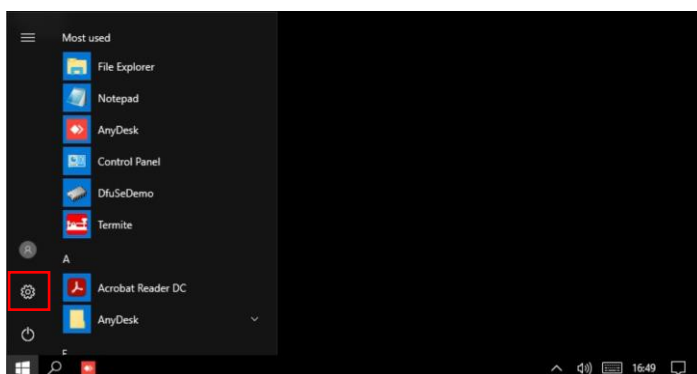 Most used
File Explorer
Notepad
AnyDesk
Control Panel
DfuSeDemo
Termite
A
Acrobat Reader DC
AnyDesk
16:49